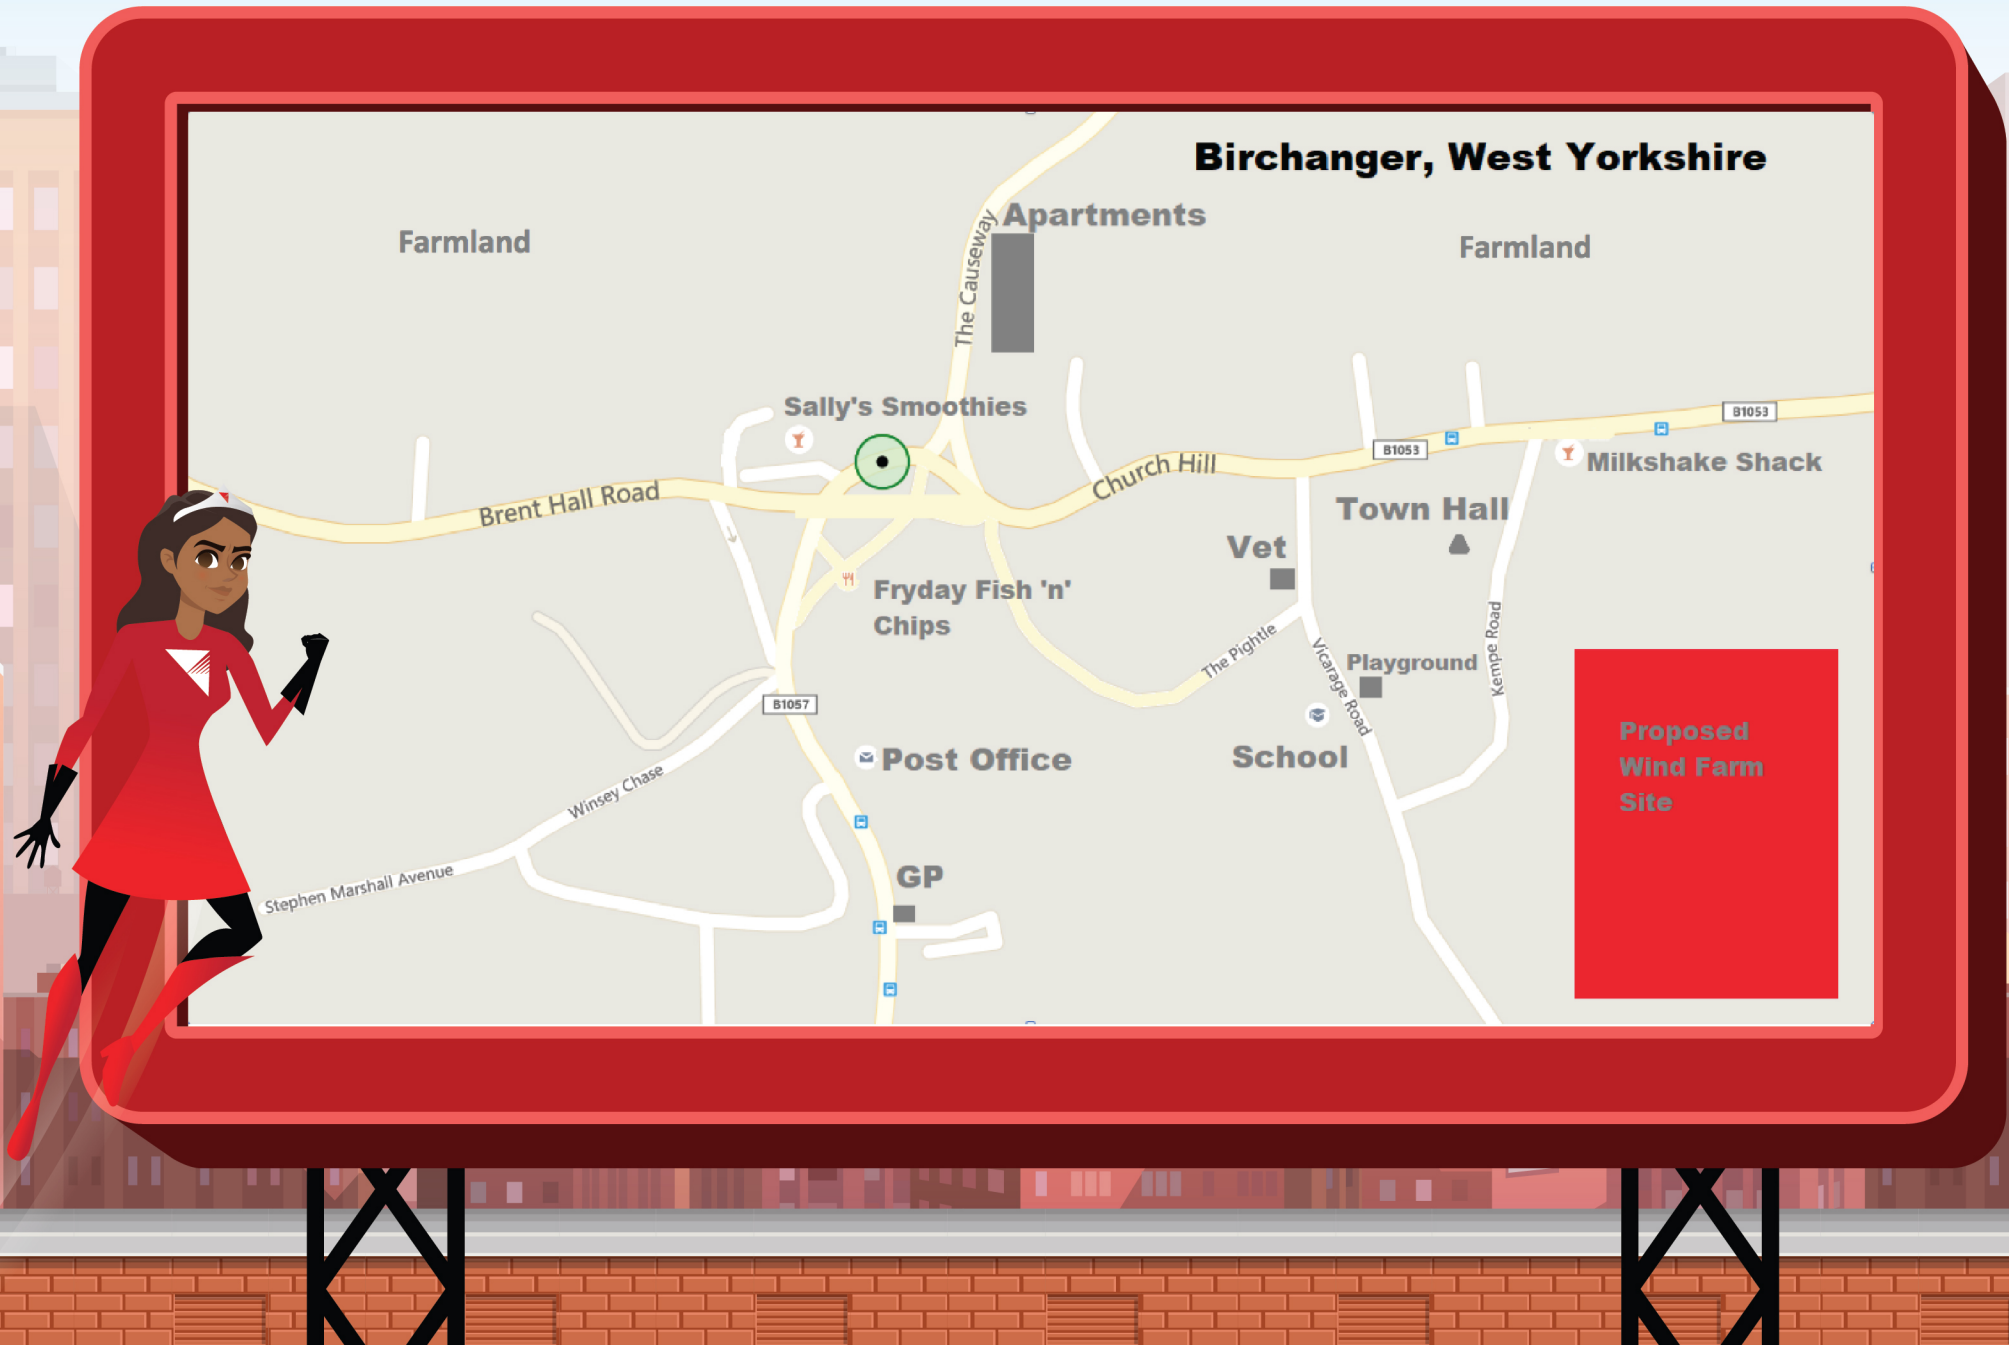 Birchanger, West Yorkshire
Apartments
Farmland
Farmland
The Causeway
Sally's Smoothies
B1053
B1053
Milkshake Shack
Church Hill
Brent Hall Road
Town Hall
Vet
Fryday Fish 'n'
Chips
The Pightle
Vicarage Road
Playground
Kempe Road
B1057
School
Post Office
Proposed
Wind Farm
Site
Winsey Chase
GP
Stephen Marshall Avenue